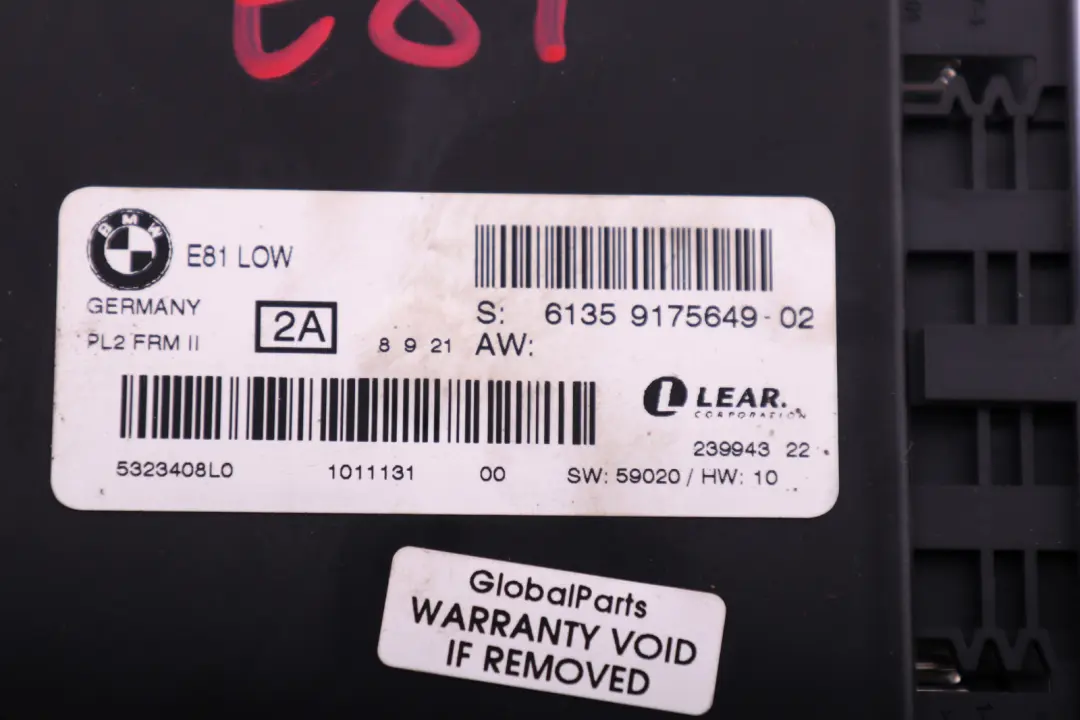 E81
BMW
E81 LOW
GERMANY
PL2 FRM II
2A
8 9 21
S: 6135 9175649-02
AW:
L LEAR.
CORPORATION
239943 22
5323408L0 1011131 00 SW: 59020 / HW: 10
GlobalParts
WARRANTY VOID
IF REMOVED